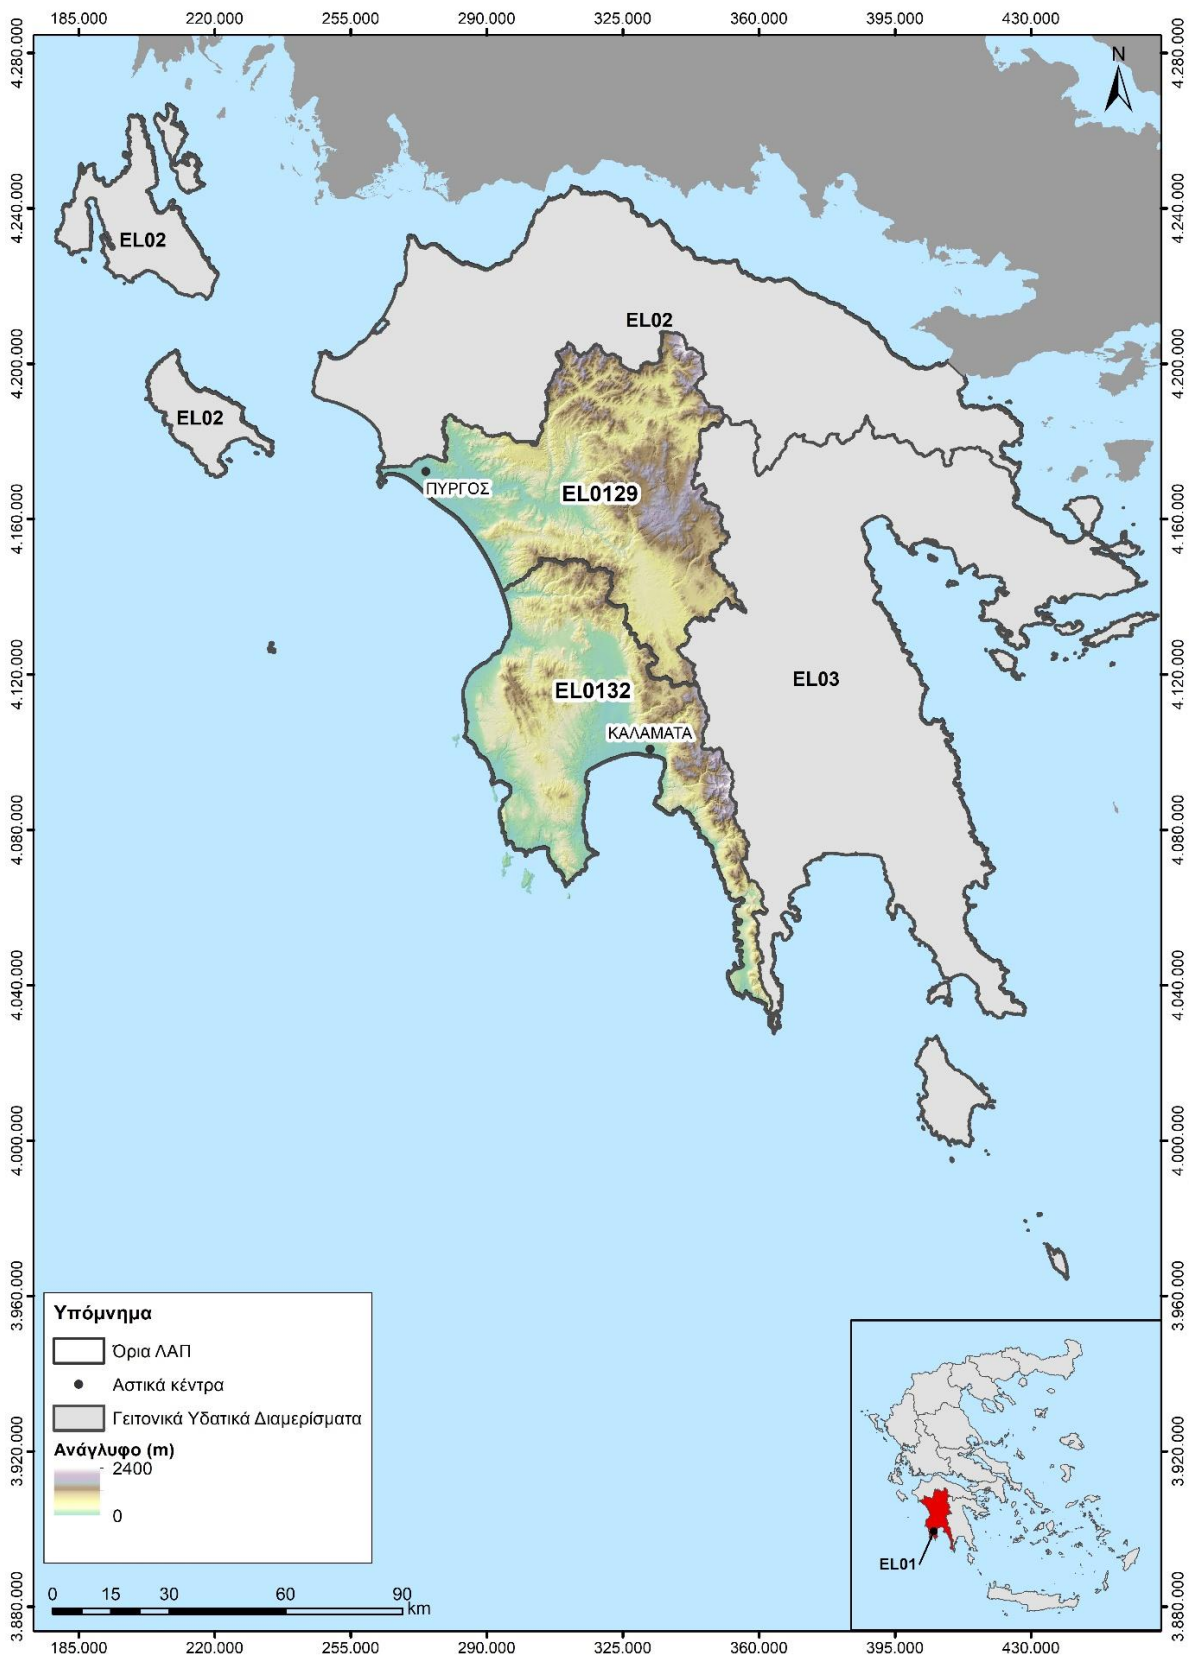 185.000 220.000 255.000 290.000 325.000 360.000 395.000 430.000
4.280.000 4.280.000
N
4.240.000 4.240.000
EL02
EL02
4.200.000 4.200.000
EL02
ΠΥΡΓΟΣ
EL0129
4.160.000 4.160.000
4.120.000 4.120.000
EL03
EL0132
ΚΑΛΑΜΑΤΑ
4.080.000 4.080.000
4.040.000 4.040.000
4.000.000 4.000.000
3.960.000 3.960.000
Υπόμνημα
Όρια ΛΑΠ
Αστικά κέντρα
Γειτονικά Υδατικά Διαμερίσματα
Ανάγλυφο (m)
2400
0
3.920.000 3.920.000
EL01
0 15 30 60 90
km
3.880.000 3.880.000
185.000 220.000 255.000 290.000 325.000 360.000 395.000 430.000